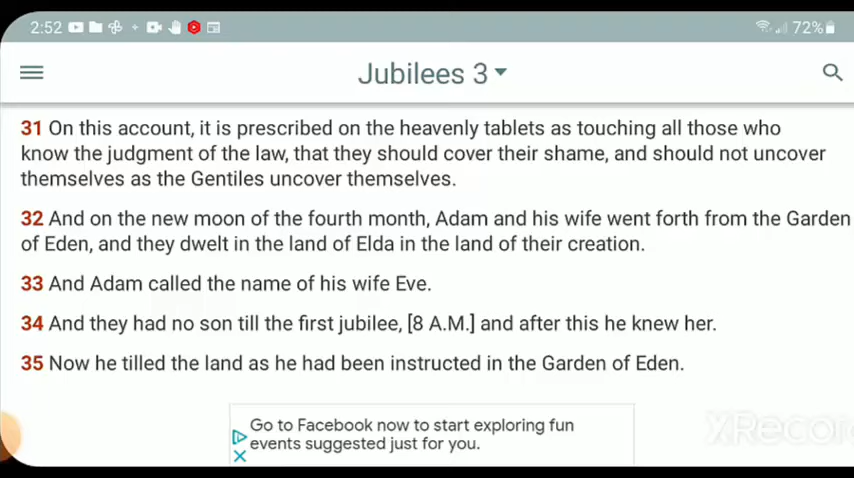 2:52
72%
Jubilees 3
31 On this account, it is prescribed on the heavenly tablets as touching all those who
know the judgment of the law, that they should cover their shame, and should not uncover
themselves as the Gentiles uncover themselves.
32 And on the new moon of the fourth month, Adam and his wife went forth from the Garden
of Eden, and they dwelt in the land of Elda in the land of their creation.
33 And Adam called the name of his wife Eve.
34 And they had no son till the first jubilee, [8 A.M.] and after this he knew her.
35 Now he tilled the land as he had been instructed in the Garden of Eden.
Go to Facebook now to start exploring fun
events suggested just for you.
XRecor